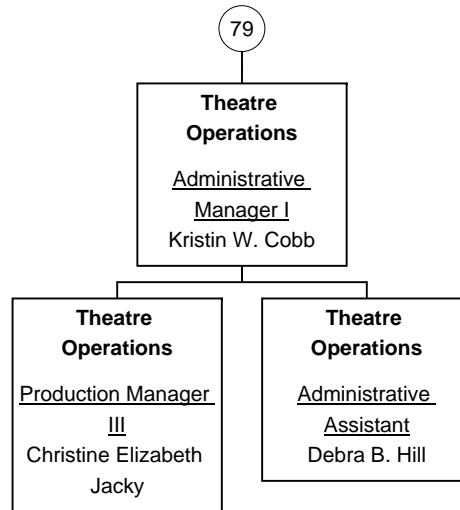 79
Theatre
Operations
Administrative
Manager I
Kristin W. Cobb
Theatre
Operations
Production Manager
III
Christine Elizabeth
Jacky
Theatre
Operations
Administrative
Assistant
Debra B. Hill